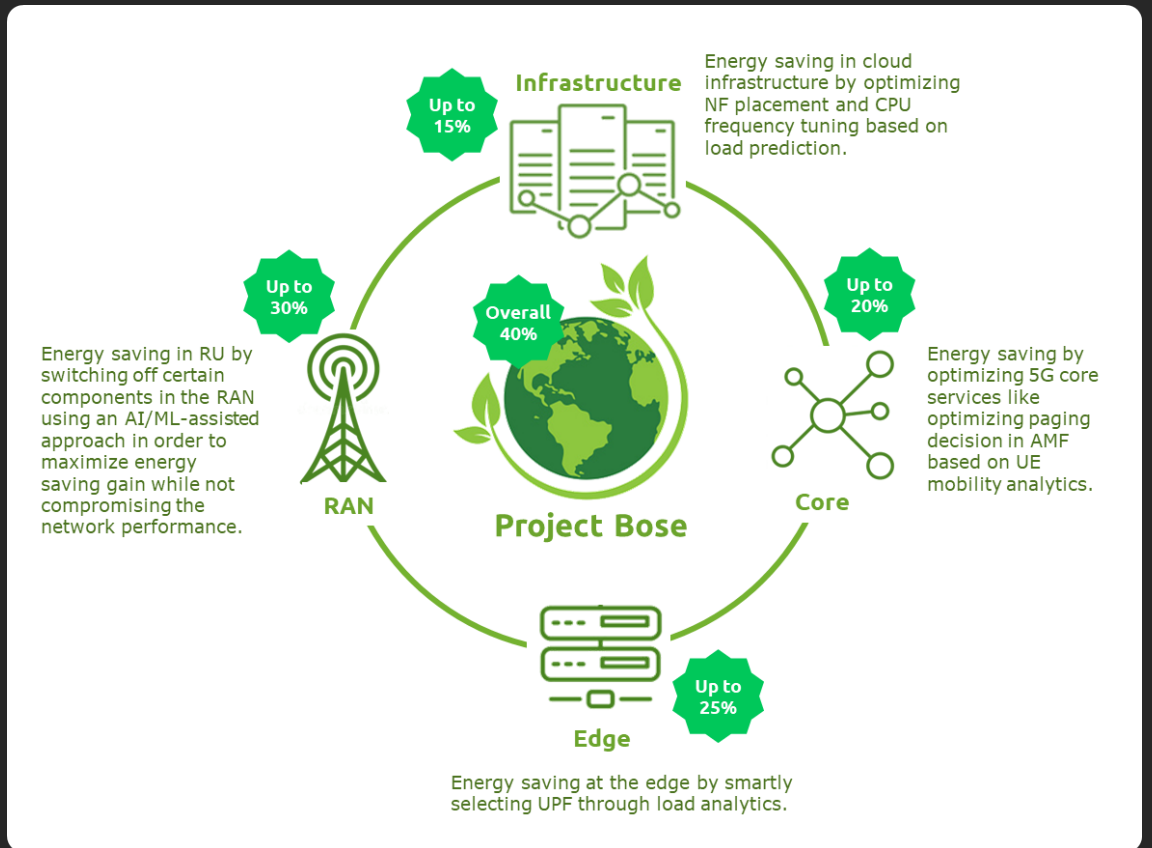 Infrastructure
Up to
15%
Energy saving in cloud
infrastructure by optimizing
NF placement and CPU
frequency tuning based on
load prediction.
Up to
30%
Overall
40%
Up to
20%
Energy saving in RU by
switching off certain
components in the RAN
using an AI/ML-assisted
approach in order to
maximize energy
saving gain while not
compromising the
network performance.
RAN
Project Bose
Core
Energy saving by
optimizing 5G core
services like
optimizing paging
decision in AMF
based on UE
mobility analytics.
Up to
25%
Edge
Energy saving at the edge by smartly
selecting UPF through load analytics.